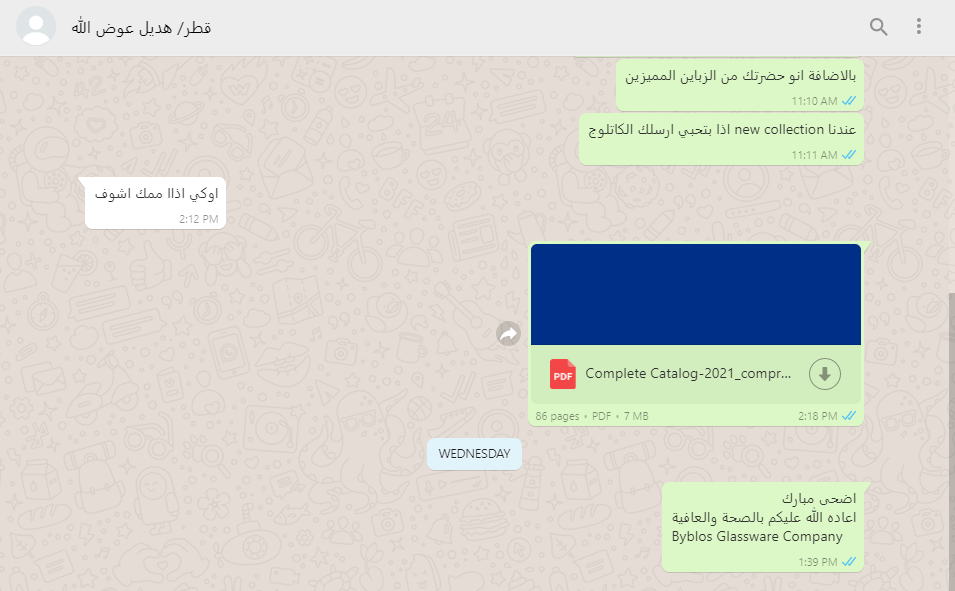 قطر/ هديل عوض الله
بالاضافة انو حضرتك من الزباين المميزين
11:10 AM
عندنا new collection اذا بتحبي ارسلك الكاتلوج
11:11 AM
اوكي اذاا ممك اشوف
2:12 PM
PDF
Complete Catalog-2021_compr...
86 pages • PDF • 7 MB
2:18 PM
WEDNESDAY
اضحى مبارك
اعاده الله عليكم بالصحة والعافية
Byblos Glassware Company
1:39 PM